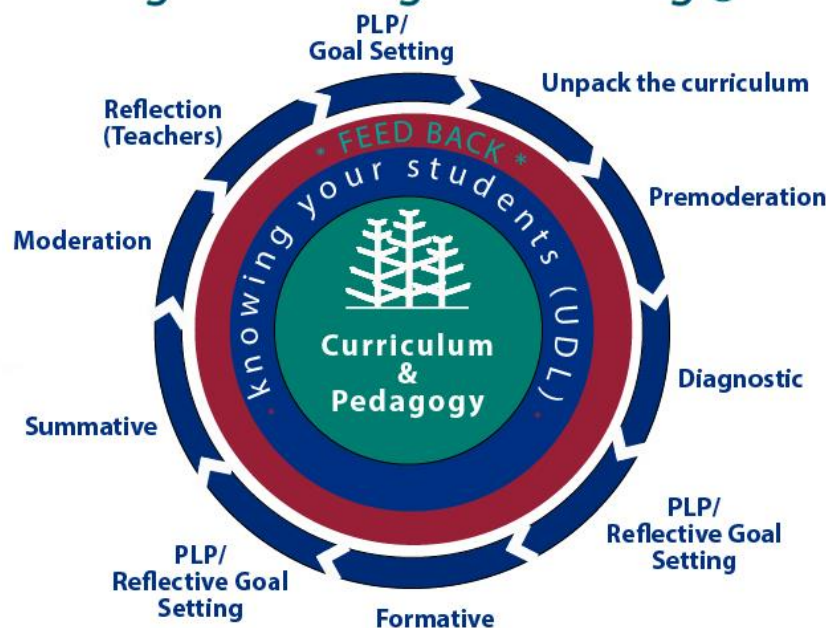 PLP/
Goal Setting
Unpack the curriculum
Premoderation
Diagnostic
PLP/
Reflective Goal
Setting
Formative
PLP/
Reflective Goal
Setting
Summative
Moderation
Reflection
(Teachers)
* FEED BACK *
knowing your students (UDL)
Curriculum
&
Pedagogy